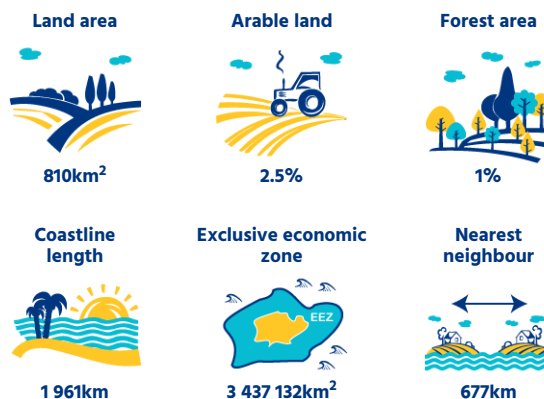 Land area
Arable land
Forest area
810km²
2.5%
1%
Coastline
length
Exclusive economic
zone
Nearest
neighbour
EEZ
1 961km
3 437 132km²
677km